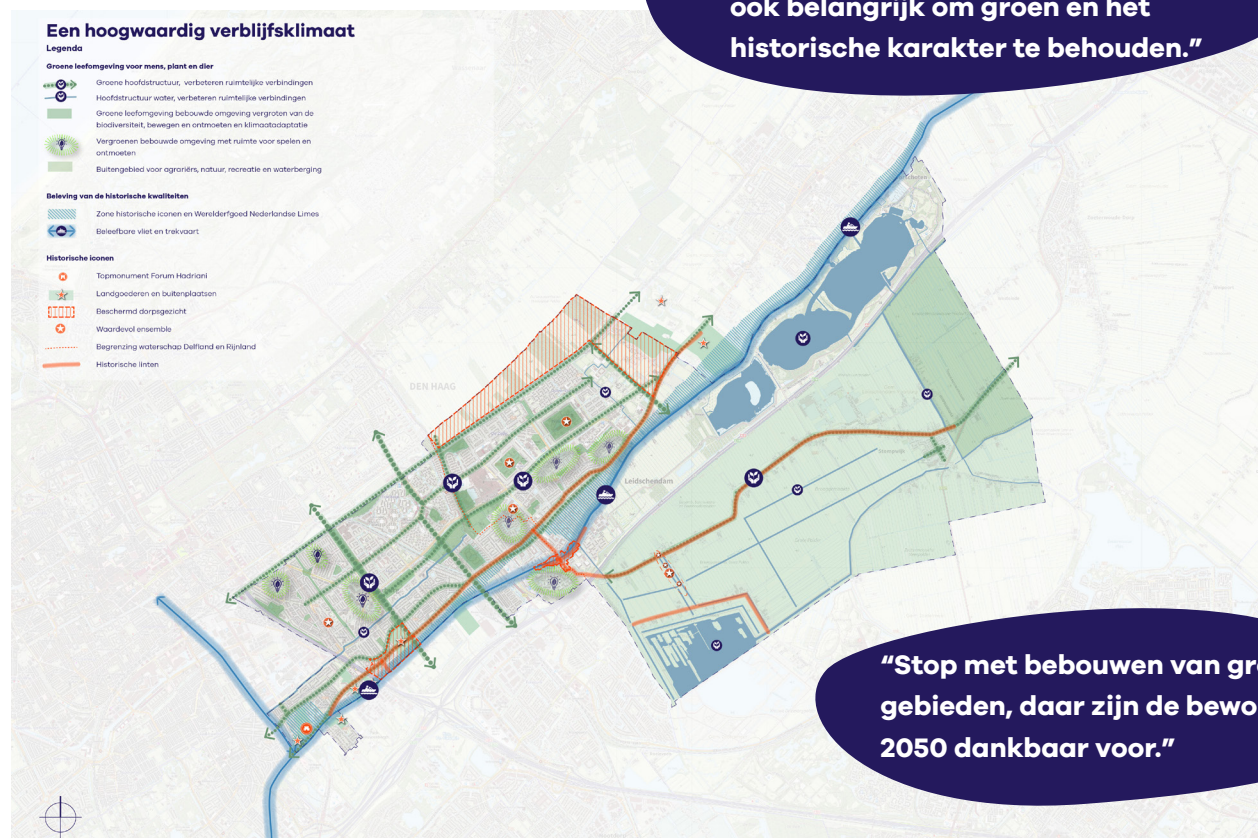 ook belangrijk om groen en het
historische karakter te behouden.”
Een hoogwaardig verblijfsklimaat
Legenda
Groene leefomgeving voor mens, plant en dier
Groene hoofdstructuur, verbeteren ruimtelijke verbindingen
Hoofdstructuur water, verbeteren ruimtelijke verbindingen
Groene leefomgeving bebouwde omgeving vergroten van de
biodiversiteit, bewegen en ontmoeten en klimaatadaptatie
Vergroenen bebouwde omgeving met ruimte voor spelen en
ontmoeten
Buitengebied voor agrariërs, natuur, recreatie en waterberging
Beleving van de historische kwaliteiten
Zone historische iconen en Werelderfgoed Nederlandse Limes
Beleefbare vliet en trekvaart
Historische iconen
Topmonument Forum Hadriani
Landgoederen en buitenplaatsen
Beschermd dorpsgezicht
Waardevol ensemble
Begrenzing waterschap Delfland en Rijnland
Historische linten
DEN HAAG
Leidschendam
“Stop met bebouwen van gro
gebieden, daar zijn de bewo
2050 dankbaar voor.”